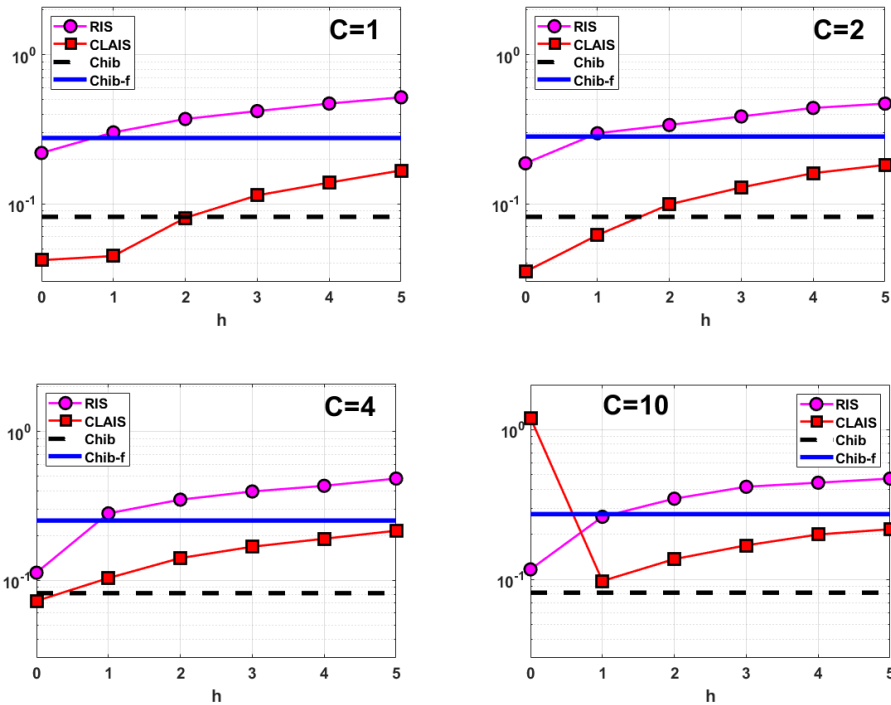 C=1
RIS
CLAIS
Chib
Chib-f
10^0
10^-1
0 1 2 3 4 5
h
C=2
RIS
CLAIS
Chib
Chib-f
10^0
10^-1
0 1 2 3 4 5
h
C=4
RIS
CLAIS
Chib
Chib-f
10^0
10^-1
0 1 2 3 4 5
h
C=10
RIS
CLAIS
Chib
Chib-f
10^0
10^-1
0 1 2 3 4 5
h